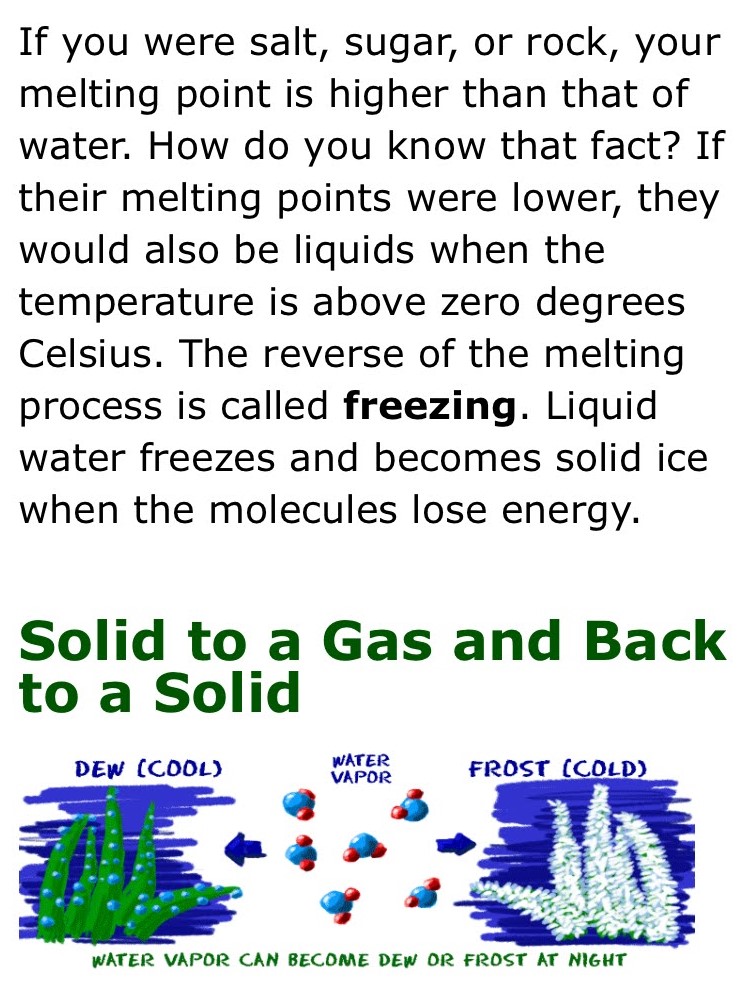 If you were salt, sugar, or rock, your
melting point is higher than that of
water. How do you know that fact? If
their melting points were lower, they
would also be liquids when the
temperature is above zero degrees
Celsius. The reverse of the melting
process is called freezing. Liquid
water freezes and becomes solid ice
when the molecules lose energy.
Solid to a Gas and Back
to a Solid
DEW (COOL)
WATER
VAPOR
FROST (COLD)
WATER VAPOR CAN BECOME DEW OR FROST AT NIGHT